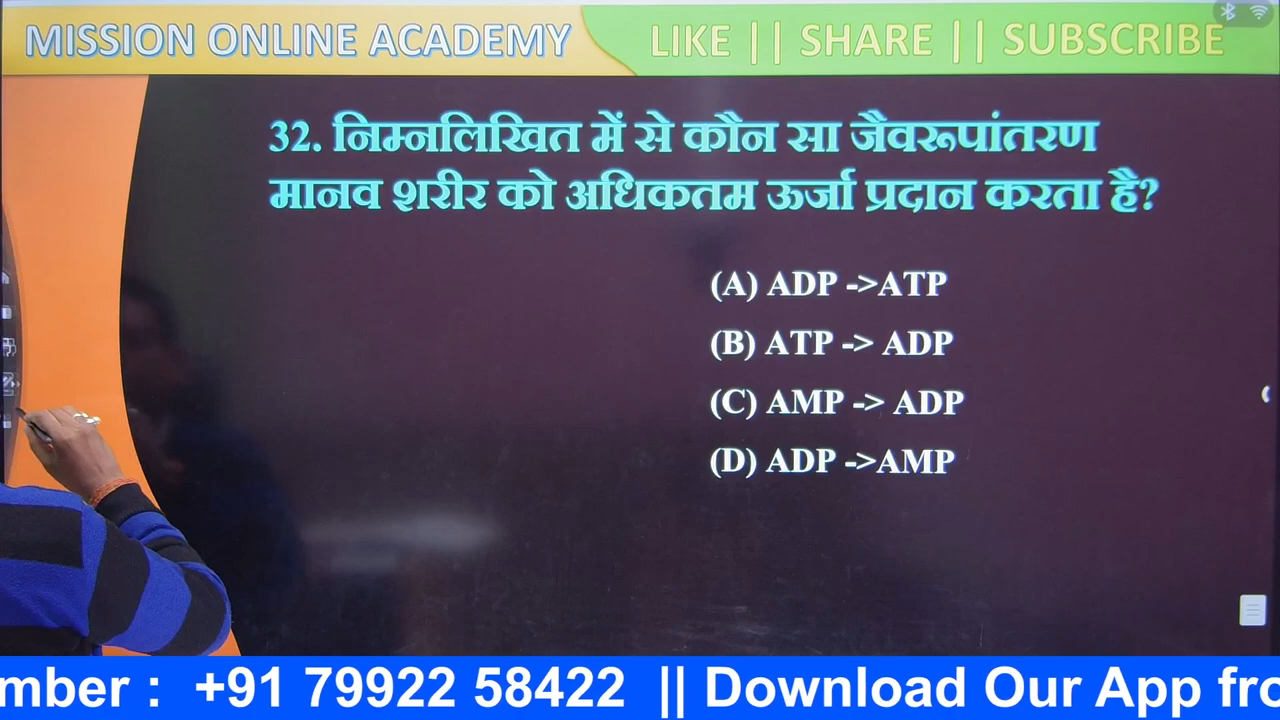 MISSION ONLINE ACADEMY
LIKE || SHARE || SUBSCRIBE
32. निम्नलिखित में से कौन सा जैवरूपांतरण
मानव शरीर को अधिकतम ऊर्जा प्रदान करता है?
(A) ADP ->ATP
(B) ATP -> ADP
(C) AMP -> ADP
(D) ADP ->AMP
mber : +91 79922 58422 || Download Our App fro